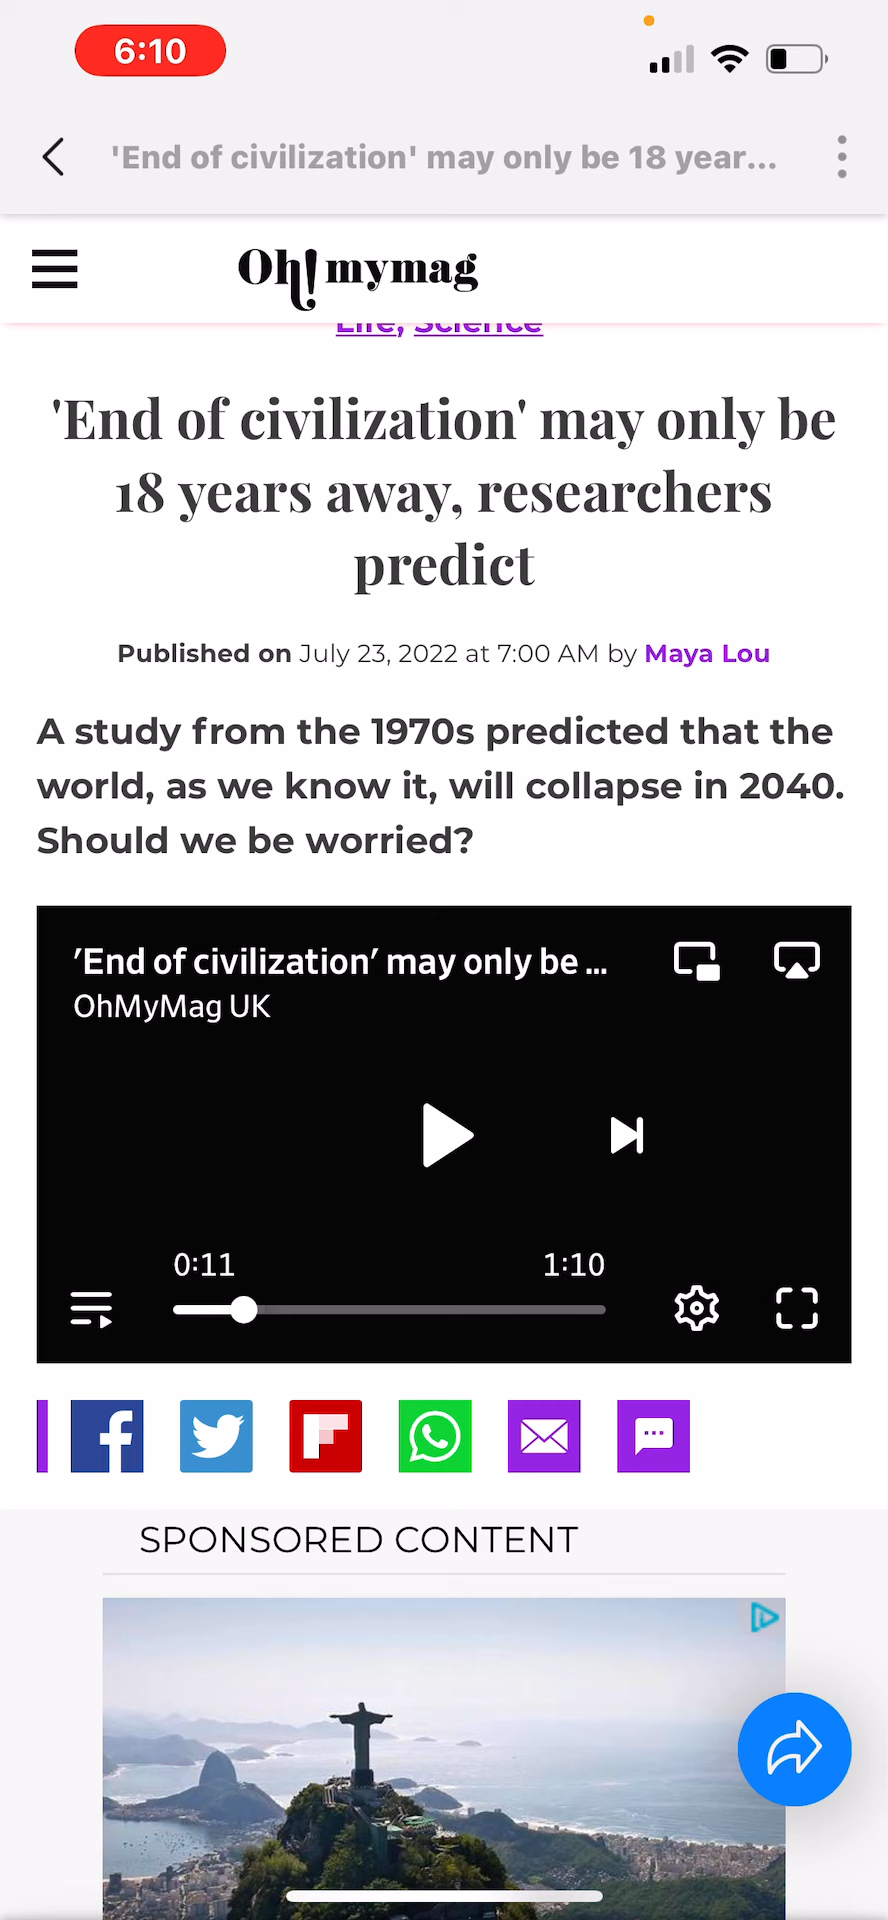 6:10
'End of civilization' may only be 18 year...
Oh! mymag
Life, Science
'End of civilization' may only be
18 years away, researchers
predict
Published on July 23, 2022 at 7:00 AM by Maya Lou
A study from the 1970s predicted that the
world, as we know it, will collapse in 2040.
Should we be worried?
'End of civilization' may only be ...
OhMyMag UK
0:11 1:10
SPONSORED CONTENT